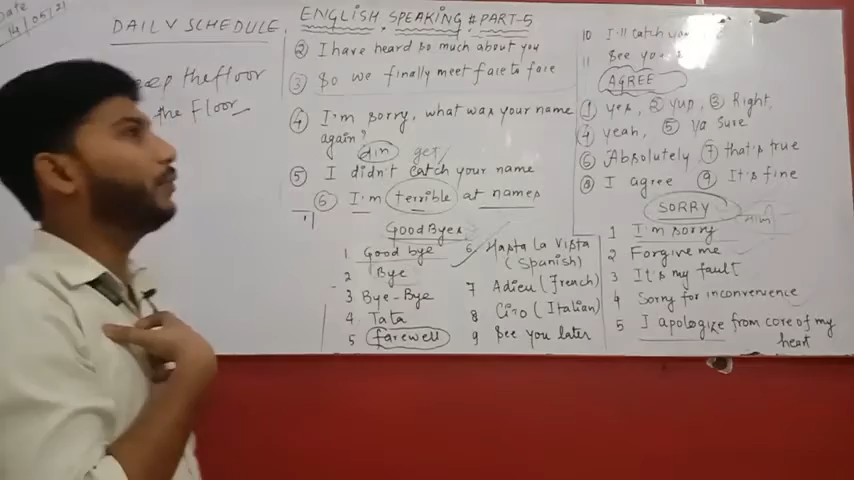 Date
14/05/21
DAILY SCHEDULE.
the floor
the Floor
ENGLISH SPEAKING # PART-5
② I have heard so much about you
③ So we finally meet face to face
④ I'm sorry, what was your name
again?
get
⑤ I didn't catch your name
⑥ I'm terrible at names
GoodByes
1 Good bye
2 Bye
3 Bye-Bye
4 Tata
5 farewell
6 Hasta La Vista
(Spanish)
7 Adieu (French)
8 Ciao (Italian)
9 See you later
10 I'll catch
11 See you
AGREE
① yes, ② yup, ③ Right,
④ yeah, ⑤ ya sure
⑥ Absolutely ⑦ that's true
⑧ I agree ⑨ It's fine
SORRY
1 I'm sorry
2 Forgive me
3 It's my fault
4 Sorry for inconvenience
5 I apologize from core of my
heart